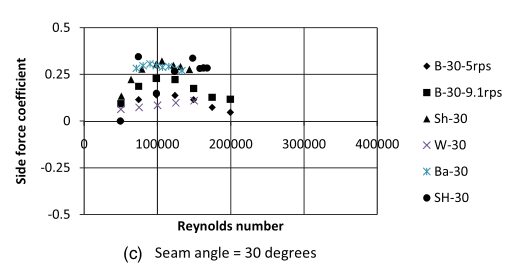 0.5
0.25
0
-0.25
-0.5
0 100000 200000 300000 400000
Side force coefficient
Reynolds number
B-30-5rps
B-30-9.1rps
Sh-30
W-30
Ba-30
SH-30
(c) Seam angle = 30 degrees